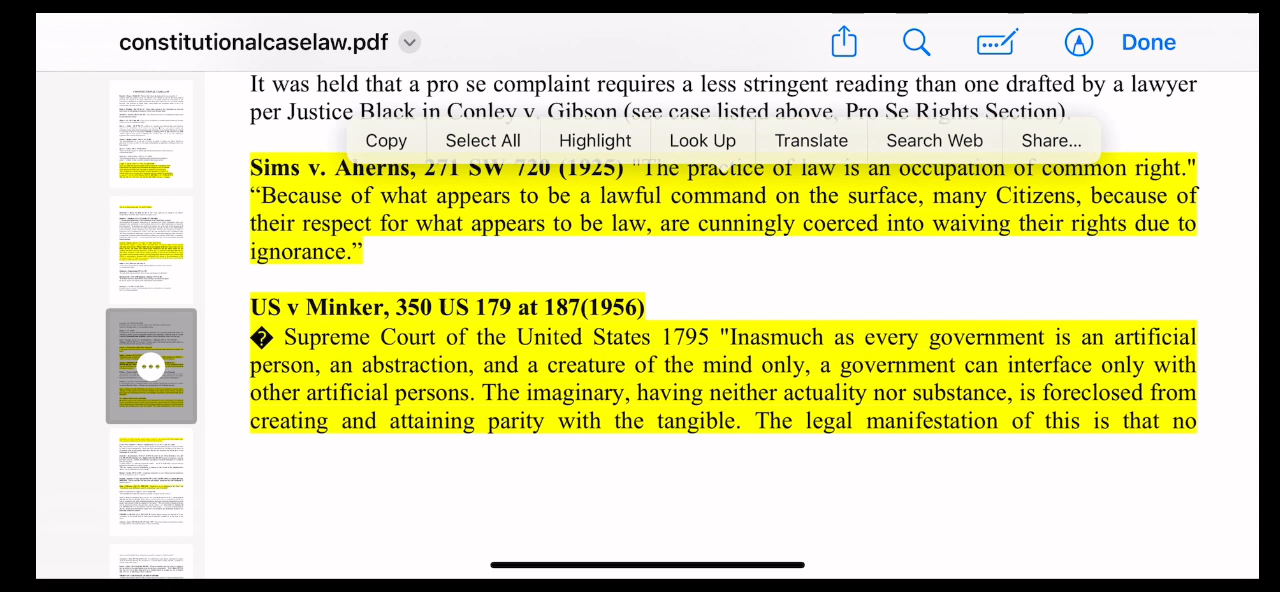 constitutionalcaselaw.pdf
Done
It was held that a pro se complaint requires a less stringent reading than one drafted by a lawyer
per Justice Black in Conley v. Gibson (see case listed above, Pro Se Rights Section).
Copy Select All Highlight Look Up Translate Search Web Share...
Sims v. Aherns, 271 SW 720 (1925) "The practice of law is an occupation of common right."
“Because of what appears to be a lawful command on the surface, many Citizens, because of
their respect for what appears to be law, are cunningly coerced into waiving their rights due to
ignorance.”
US v Minker, 350 US 179 at 187(1956)
� Supreme Court of the United States 1795 "Inasmuch as every government is an artificial
person, an abstraction, and a creature of the mind only, a government can interface only with
other artificial persons. The imaginary, having neither actuality nor substance, is foreclosed from
creating and attaining parity with the tangible. The legal manifestation of this is that no